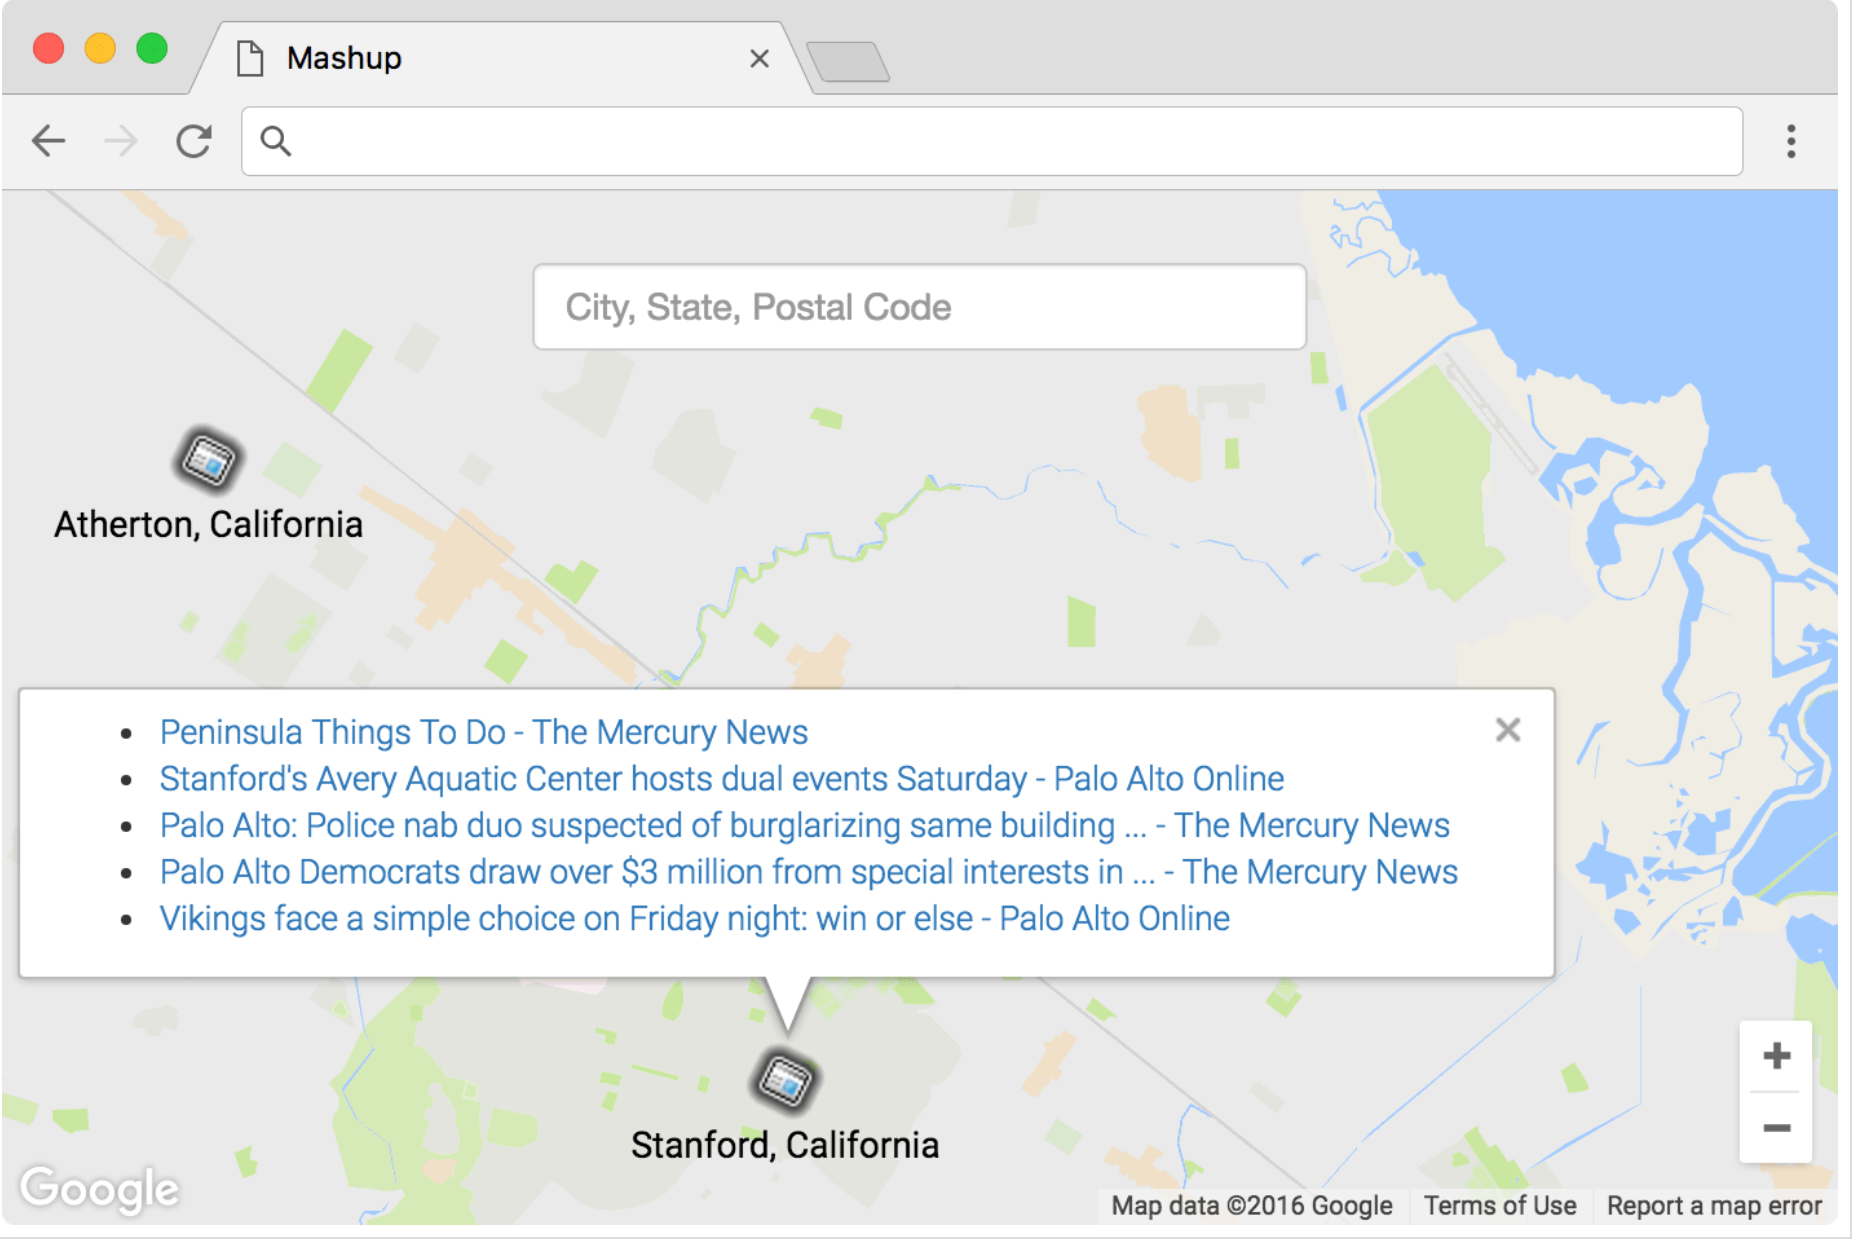 Mashup
City, State, Postal Code
Atherton, California
Peninsula Things To Do - The Mercury News
Stanford's Avery Aquatic Center hosts dual events Saturday - Palo Alto Online
Palo Alto: Police nab duo suspected of burglarizing same building ... - The Mercury News
Palo Alto Democrats draw over $3 million from special interests in ... - The Mercury News
Vikings face a simple choice on Friday night: win or else - Palo Alto Online
Stanford, California
Google
Map data ©2016 Google Terms of Use Report a map error